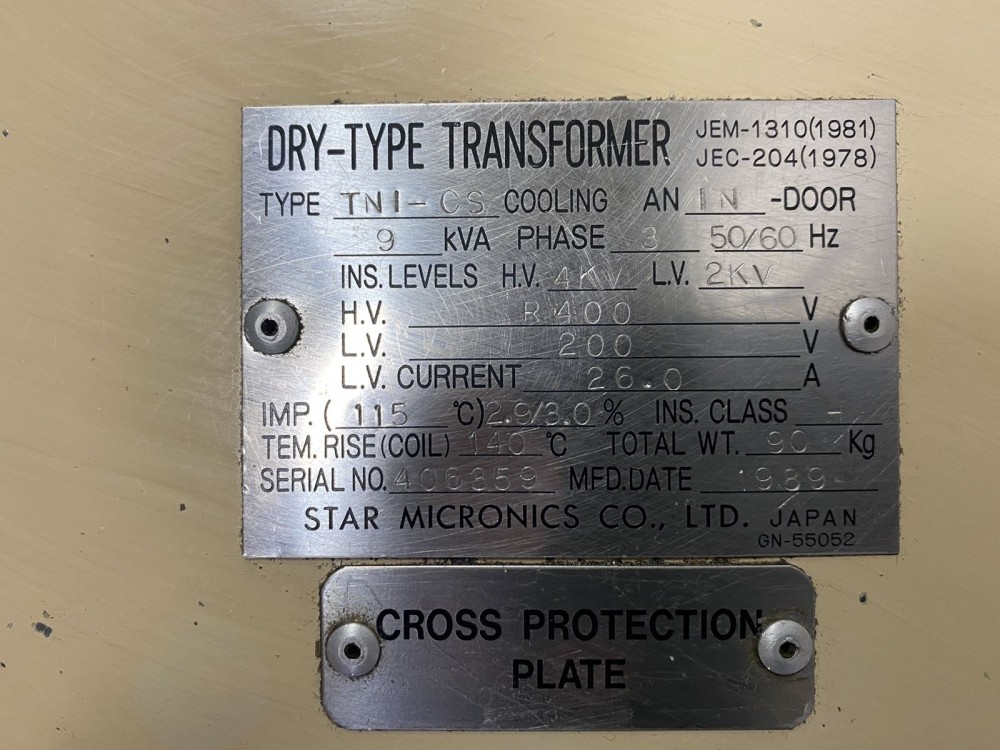 DRY-TYPE TRANSFORMER JEM-1310(1981)
JEC-204(1978)
TYPE TNI-CS COOLING AN IN -DOOR
9 kVA PHASE 3 50/60 Hz
INS. LEVELS H.V. 4KV L.V. 2KV
H.V. R 400 V
L.V. 200 V
L.V. CURRENT 26.0 A
IMP. ( 115 °C) 2.9/3.0 % INS. CLASS -
TEM. RISE (COIL) 140 °C TOTAL WT. 90 Kg
SERIAL NO. 406359 MFD.DATE 1989
STAR MICRONICS CO., LTD. JAPAN
GN-55052
CROSS PROTECTION
PLATE